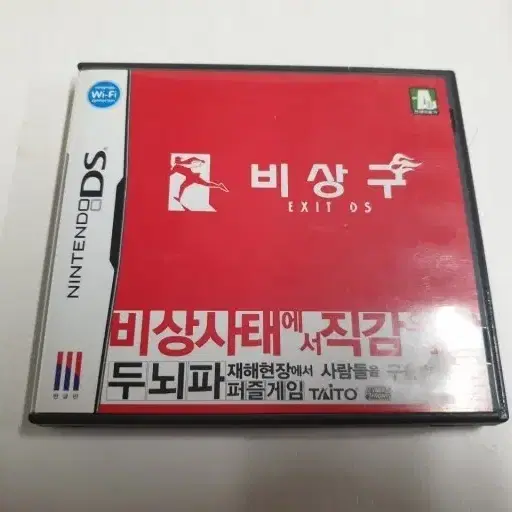 Nintendo
Wi-Fi
A
비상구
EXIT DS
NINTENDO DS
비상사태에서 직감
두뇌파
재해현장에서 사람들을 구
퍼즐게임 TAITO
한글판